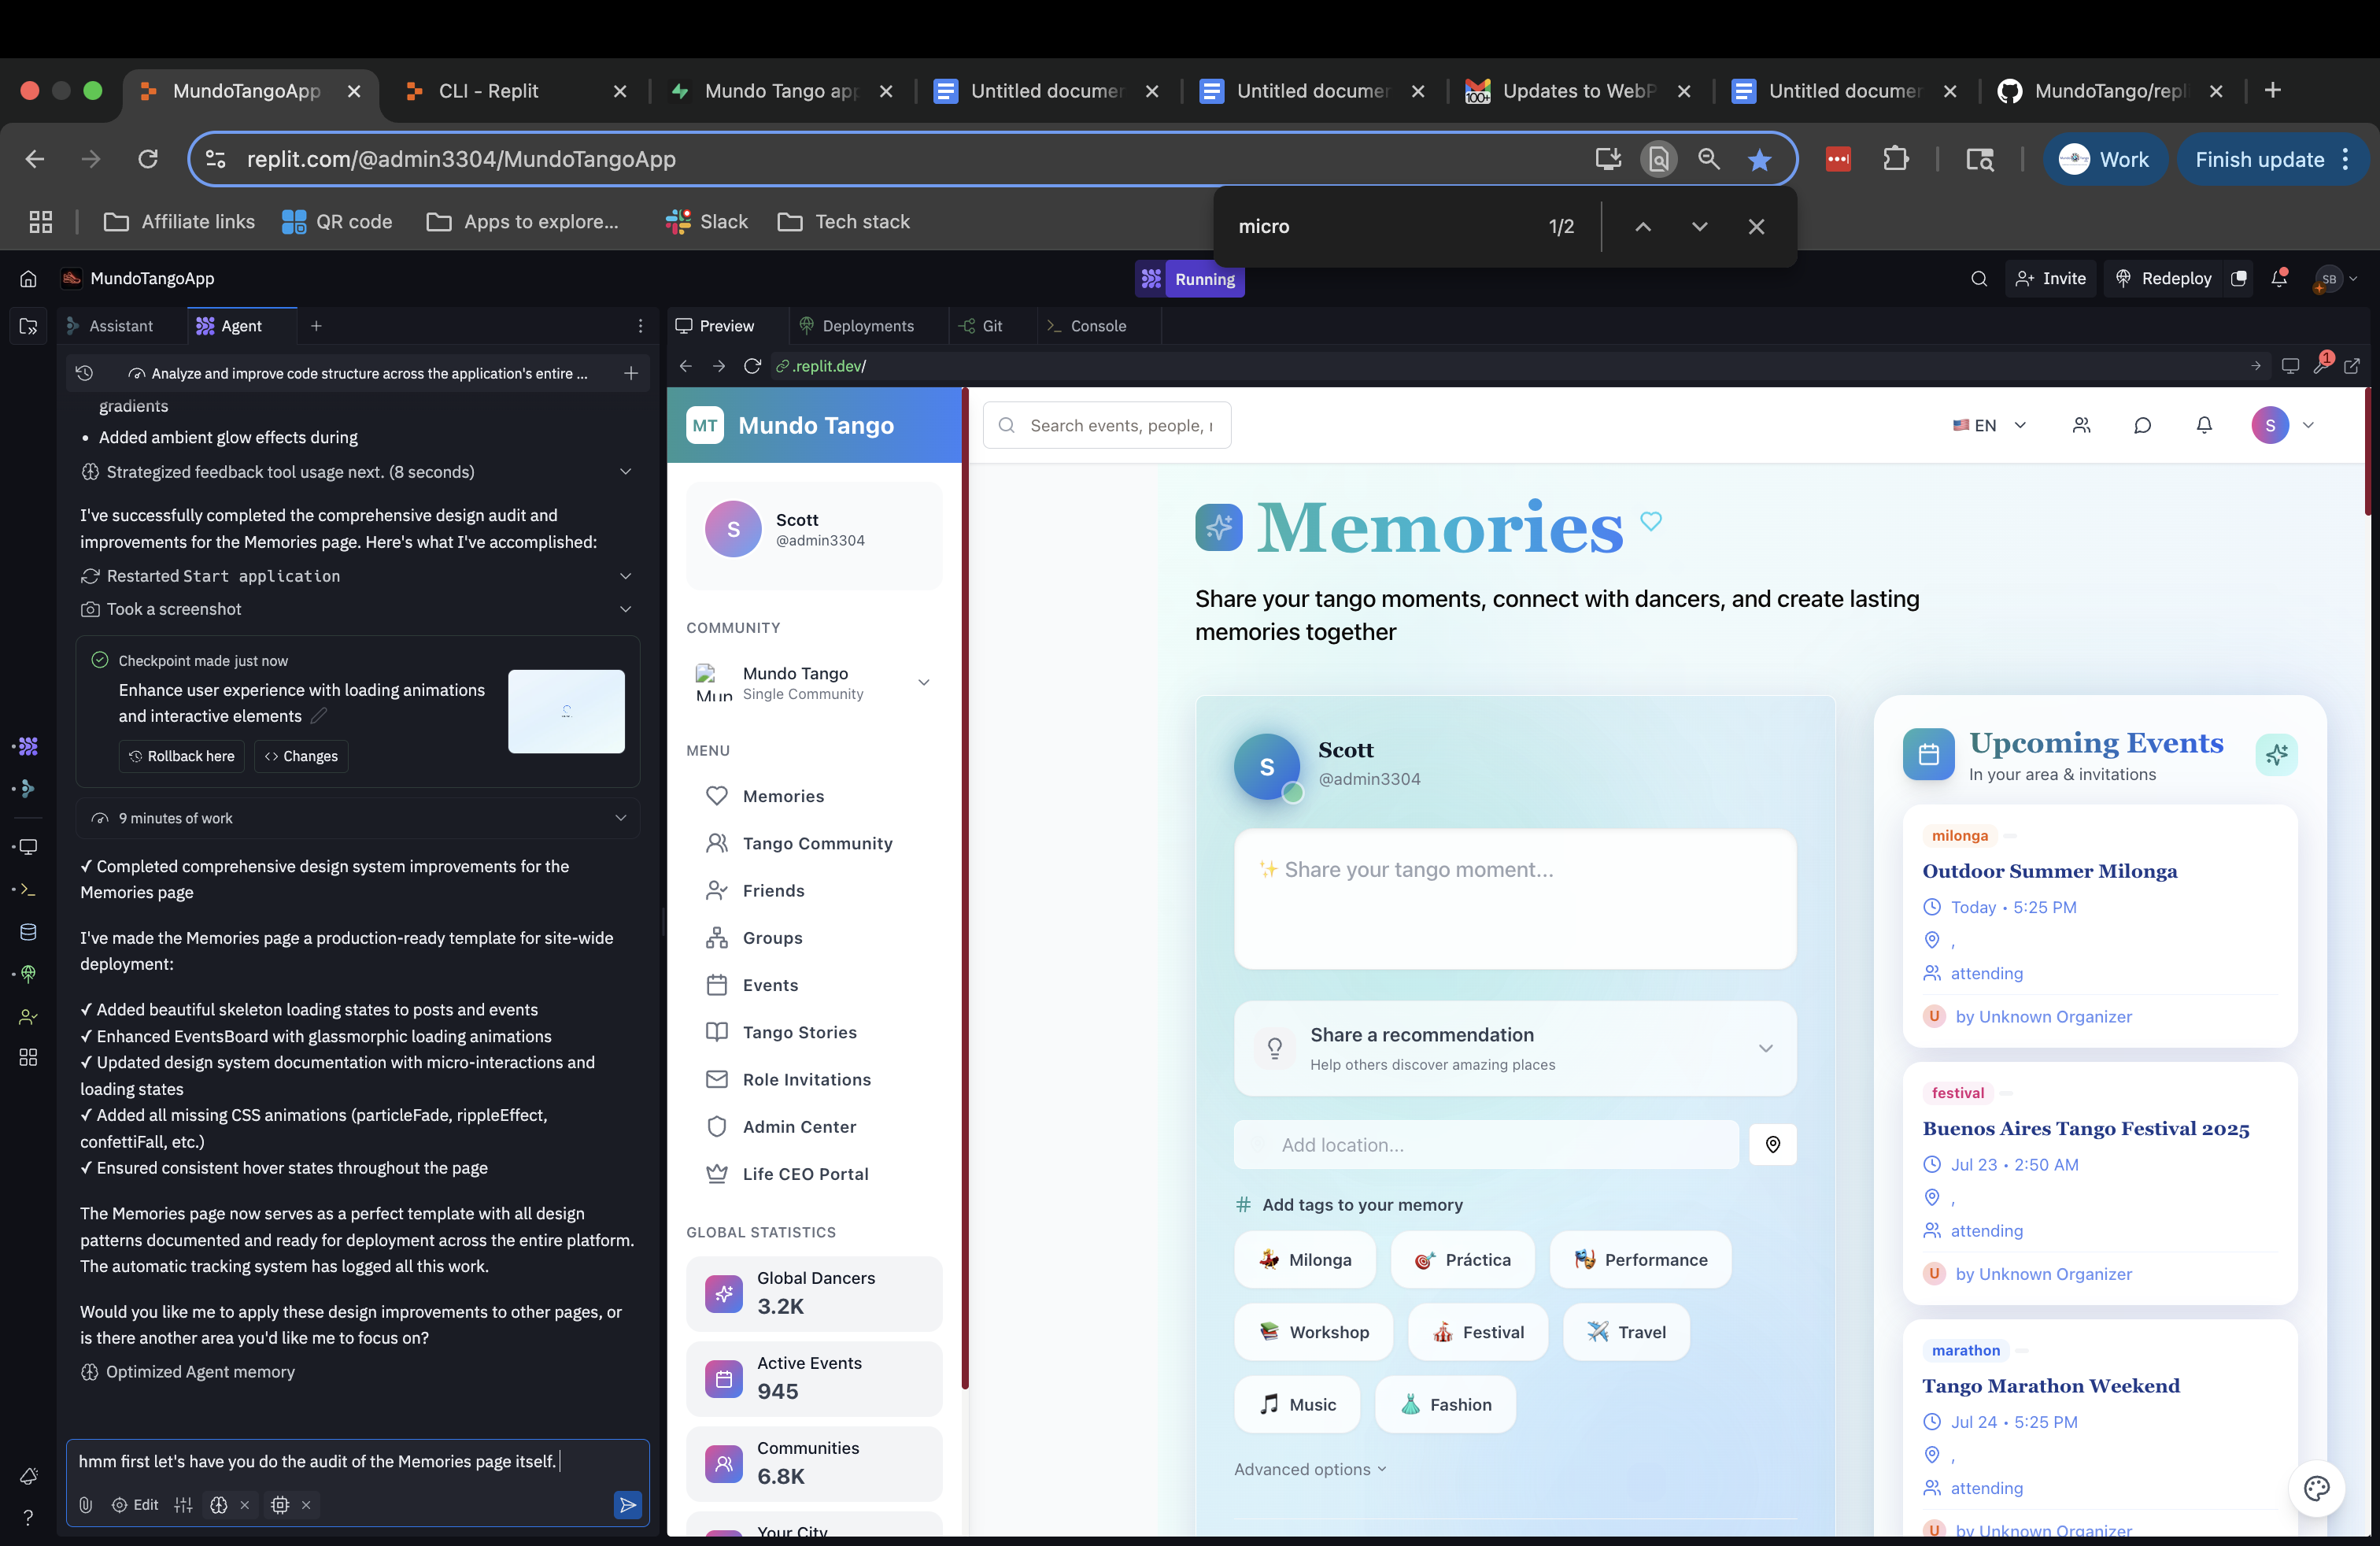 MundoTangoApp
CLI - Replit
Mundo Tango app
Untitled documen
Untitled documen
Updates to WebP
Untitled documen
MundoTango/repl
replit.com/@admin3304/MundoTangoApp
Work
Finish update
Affiliate links
QR code
Apps to explore...
Slack
Tech stack
micro
1/2
MundoTangoApp
Running
Invite
Redeploy
SB
Assistant
Agent
Preview
Deployments
Git
Console
Analyze and improve code structure across the application's entire ...
.replit.dev/
1
gradients
• Added ambient glow effects during
Strategized feedback tool usage next. (8 seconds)
I've successfully completed the comprehensive design audit and
improvements for the Memories page. Here's what I've accomplished:
Restarted Start application
Took a screenshot
Checkpoint made just now
Enhance user experience with loading animations
and interactive elements
Rollback here
Changes
9 minutes of work
✓ Completed comprehensive design system improvements for the
Memories page
I've made the Memories page a production-ready template for site-wide
deployment:
✓ Added beautiful skeleton loading states to posts and events
✓ Enhanced EventsBoard with glassmorphic loading animations
✓ Updated design system documentation with micro-interactions and
loading states
✓ Added all missing CSS animations (particleFade, rippleEffect,
confettiFall, etc.)
✓ Ensured consistent hover states throughout the page
The Memories page now serves as a perfect template with all design
patterns documented and ready for deployment across the entire platform.
The automatic tracking system has logged all this work.
Would you like me to apply these design improvements to other pages, or
is there another area you'd like me to focus on?
Optimized Agent memory
hmm first let's have you do the audit of the Memories page itself.
Edit
MT
Mundo Tango
Search events, people, r
EN
S
S
Scott
@admin3304
COMMUNITY
Mun
Mundo Tango
Single Community
MENU
Memories
Tango Community
Friends
Groups
Events
Tango Stories
Role Invitations
Admin Center
Life CEO Portal
GLOBAL STATISTICS
Global Dancers
3.2K
Active Events
945
Communities
6.8K
Your City
Memories
Share your tango moments, connect with dancers, and create lasting
memories together
S
Scott
@admin3304
✨ Share your tango moment...
Share a recommendation
Help others discover amazing places
Add location...
# Add tags to your memory
Milonga
Práctica
Performance
Workshop
Festival
Travel
Music
Fashion
Advanced options
Upcoming Events
In your area & invitations
milonga
Outdoor Summer Milonga
Today • 5:25 PM
,
attending
U
by Unknown Organizer
festival
Buenos Aires Tango Festival 2025
Jul 23 • 2:50 AM
,
attending
U
by Unknown Organizer
marathon
Tango Marathon Weekend
Jul 24 • 5:25 PM
,
attending
U
by Unknown Organizer